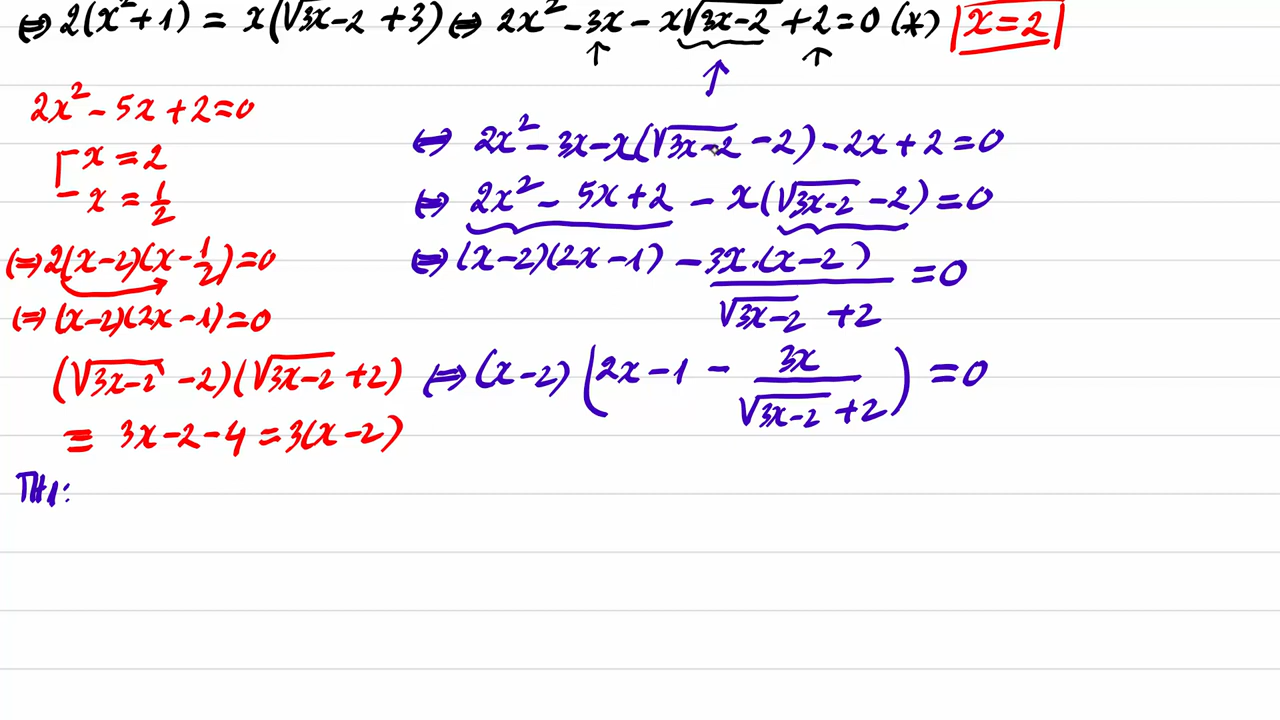 ⇔ 2(x² + 1) = x(√(3x-2) + 3) ⇔ 2x² - 3x - x√(3x-2) + 2 = 0 (*) x = 2
2x² - 5x + 2 = 0
x = 2
x = 1/2
⇔ 2(x-2)(x - 1/2) = 0
⇔ (x-2)(2x-1) = 0
(√(3x-2) - 2)(√(3x-2) + 2)
= 3x - 2 - 4 = 3(x-2)
⇔ 2x² - 3x - x(√(3x-2) - 2) - 2x + 2 = 0
⇔ 2x² - 5x + 2 - x(√(3x-2) - 2) = 0
⇔ (x-2)(2x-1) - 3x.(x-2) / (√(3x-2) + 2) = 0
⇔ (x-2)(2x - 1 - 3x / (√(3x-2) + 2)) = 0
TH1: